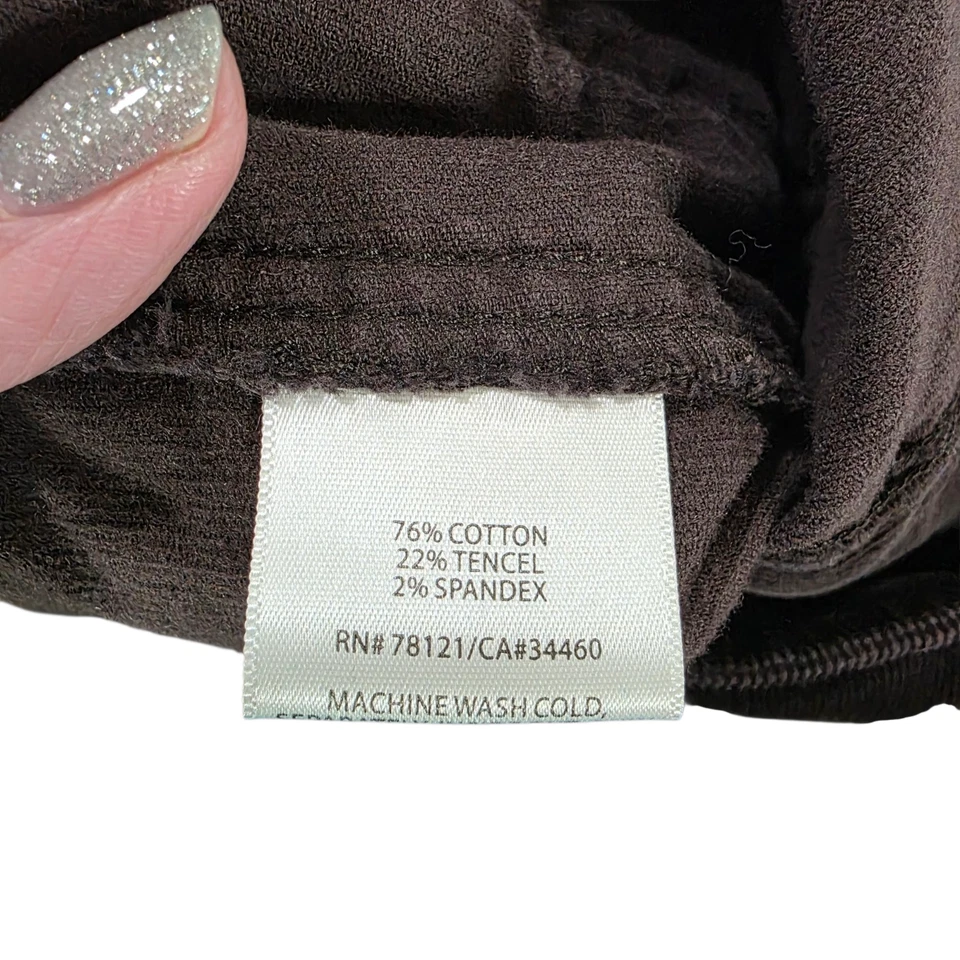 76% COTTON
22% TENCEL
2% SPANDEX
RN# 78121/CA#34460
MACHINE WASH COLD,